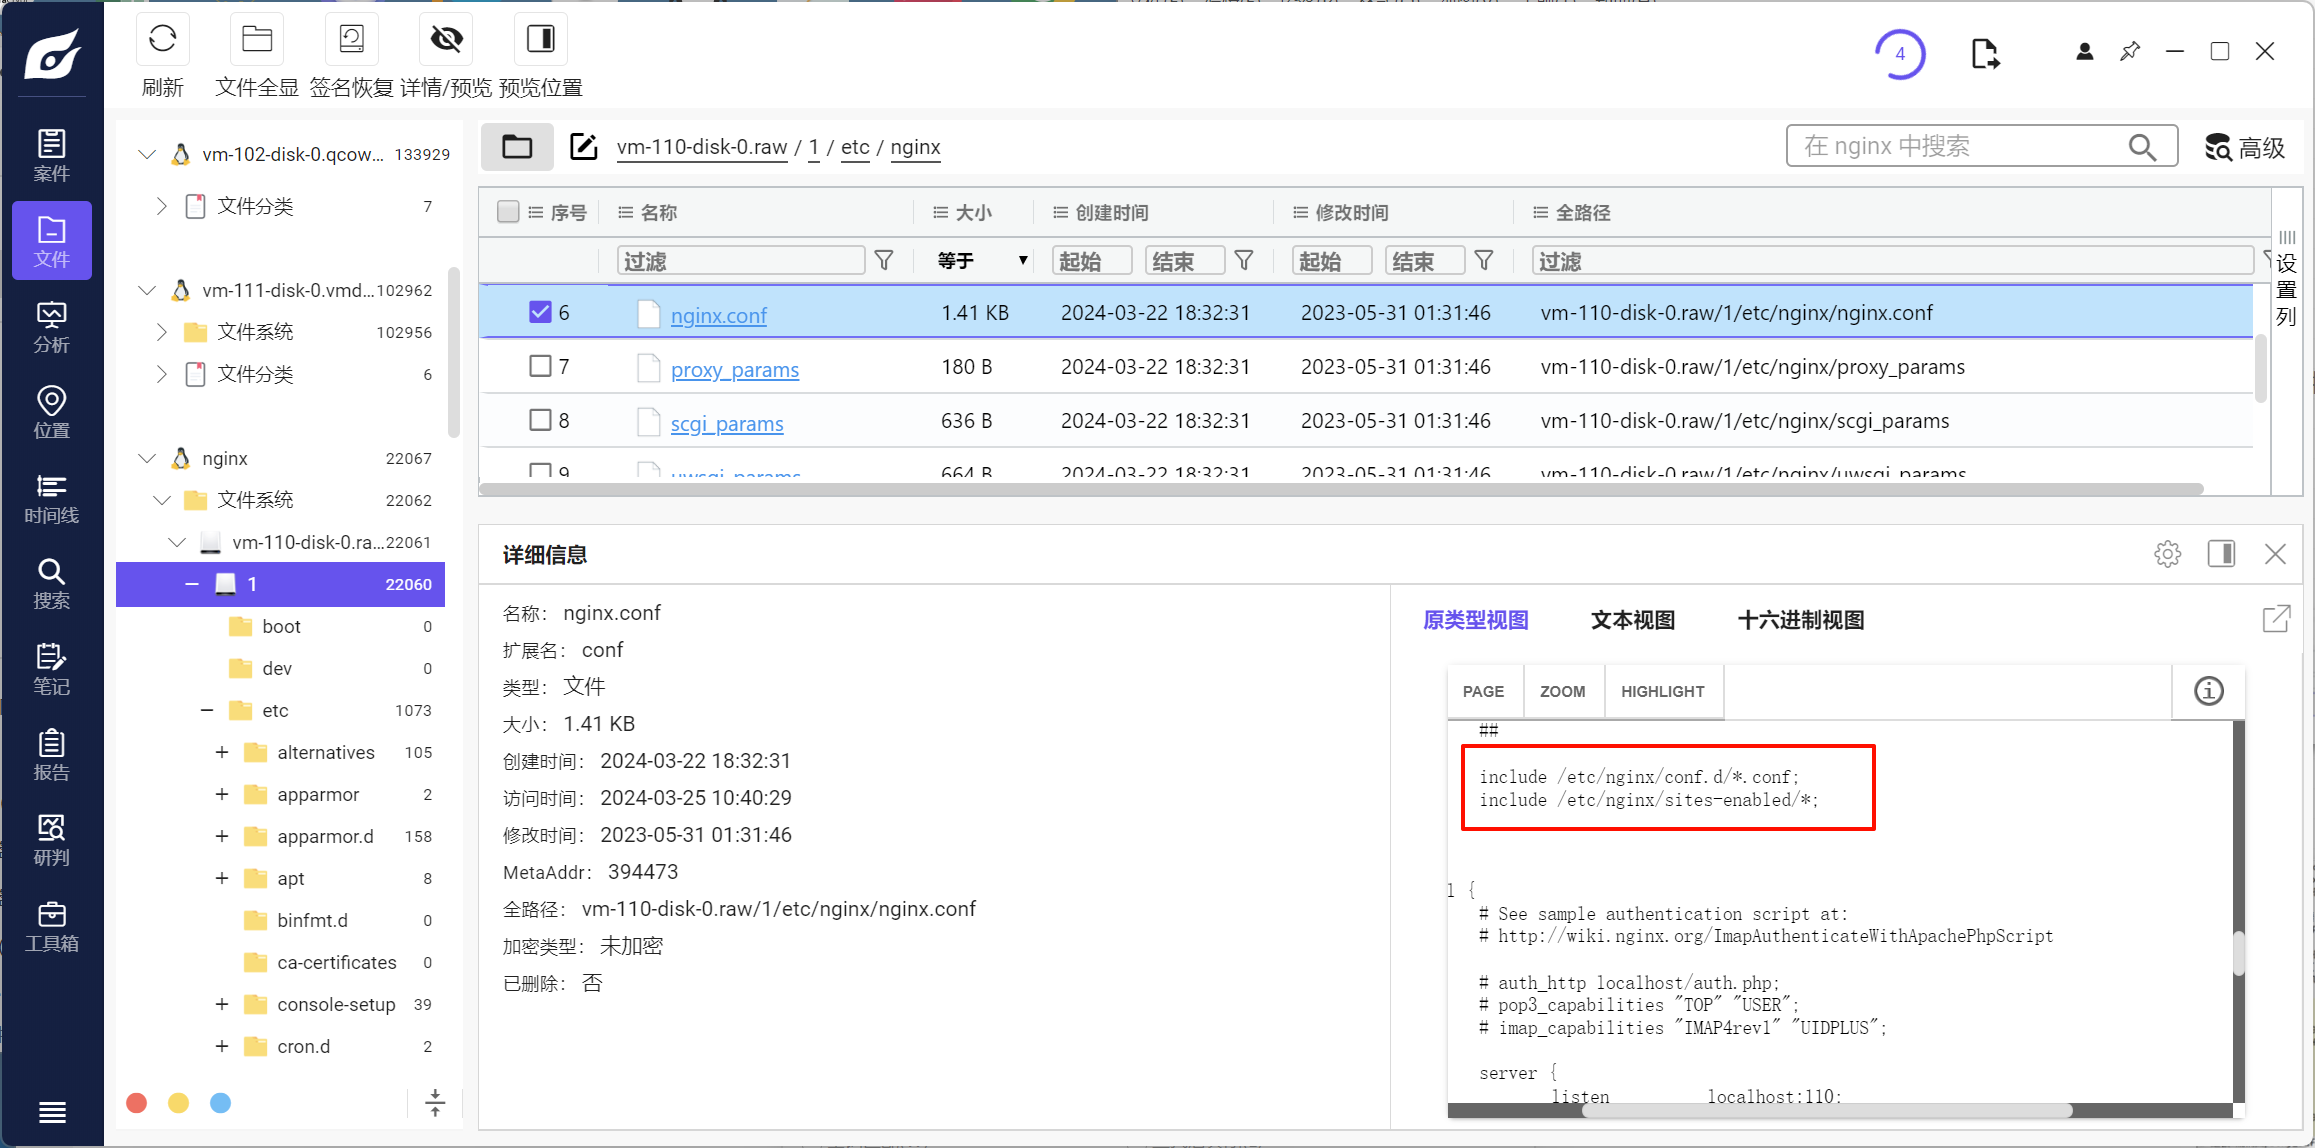 刷新 文件全显 签名恢复 详情/预览 预览位置
4
案件
文件
分析
位置
时间线
搜索
笔记
报告
研判
工具箱
vm-102-disk-0.qcow... 133929
文件分类 7
vm-111-disk-0.vmd... 102962
文件系统 102956
文件分类 6
nginx 22067
文件系统 22062
vm-110-disk-0.ra... 22061
1 22060
boot 0
dev 0
etc 1073
alternatives 105
apparmor 2
apparmor.d 158
apt 8
binfmt.d 0
ca-certificates 0
console-setup 39
cron.d 2
vm-110-disk-0.raw / 1 / etc / nginx
在 nginx 中搜索
高级
序号 名称 大小 创建时间 修改时间 全路径
过滤 等于 起始 结束 起始 结束 过滤
设置列
6 nginx.conf 1.41 KB 2024-03-22 18:32:31 2023-05-31 01:31:46 vm-110-disk-0.raw/1/etc/nginx/nginx.conf
7 proxy_params 180 B 2024-03-22 18:32:31 2023-05-31 01:31:46 vm-110-disk-0.raw/1/etc/nginx/proxy_params
8 scgi_params 636 B 2024-03-22 18:32:31 2023-05-31 01:31:46 vm-110-disk-0.raw/1/etc/nginx/scgi_params
9 uwsgi_params 664 B 2024-03-22 18:32:31 2023-05-31 01:31:46 vm-110-disk-0.raw/1/etc/nginx/uwsgi_params
详细信息
名称： nginx.conf
扩展名： conf
类型： 文件
大小： 1.41 KB
创建时间： 2024-03-22 18:32:31
访问时间： 2024-03-25 10:40:29
修改时间： 2023-05-31 01:31:46
MetaAddr： 394473
全路径： vm-110-disk-0.raw/1/etc/nginx/nginx.conf
加密类型： 未加密
已删除： 否
原类型视图 文本视图 十六进制视图
PAGE ZOOM HIGHLIGHT
##
include /etc/nginx/conf.d/*.conf;
include /etc/nginx/sites-enabled/*;
l {
# See sample authentication script at:
# http://wiki.nginx.org/ImapAuthenticateWithApachePhpScript
# auth_http localhost/auth.php;
# pop3_capabilities "TOP" "USER";
# imap_capabilities "IMAP4rev1" "UIDPLUS";
server {
listen localhost:110;